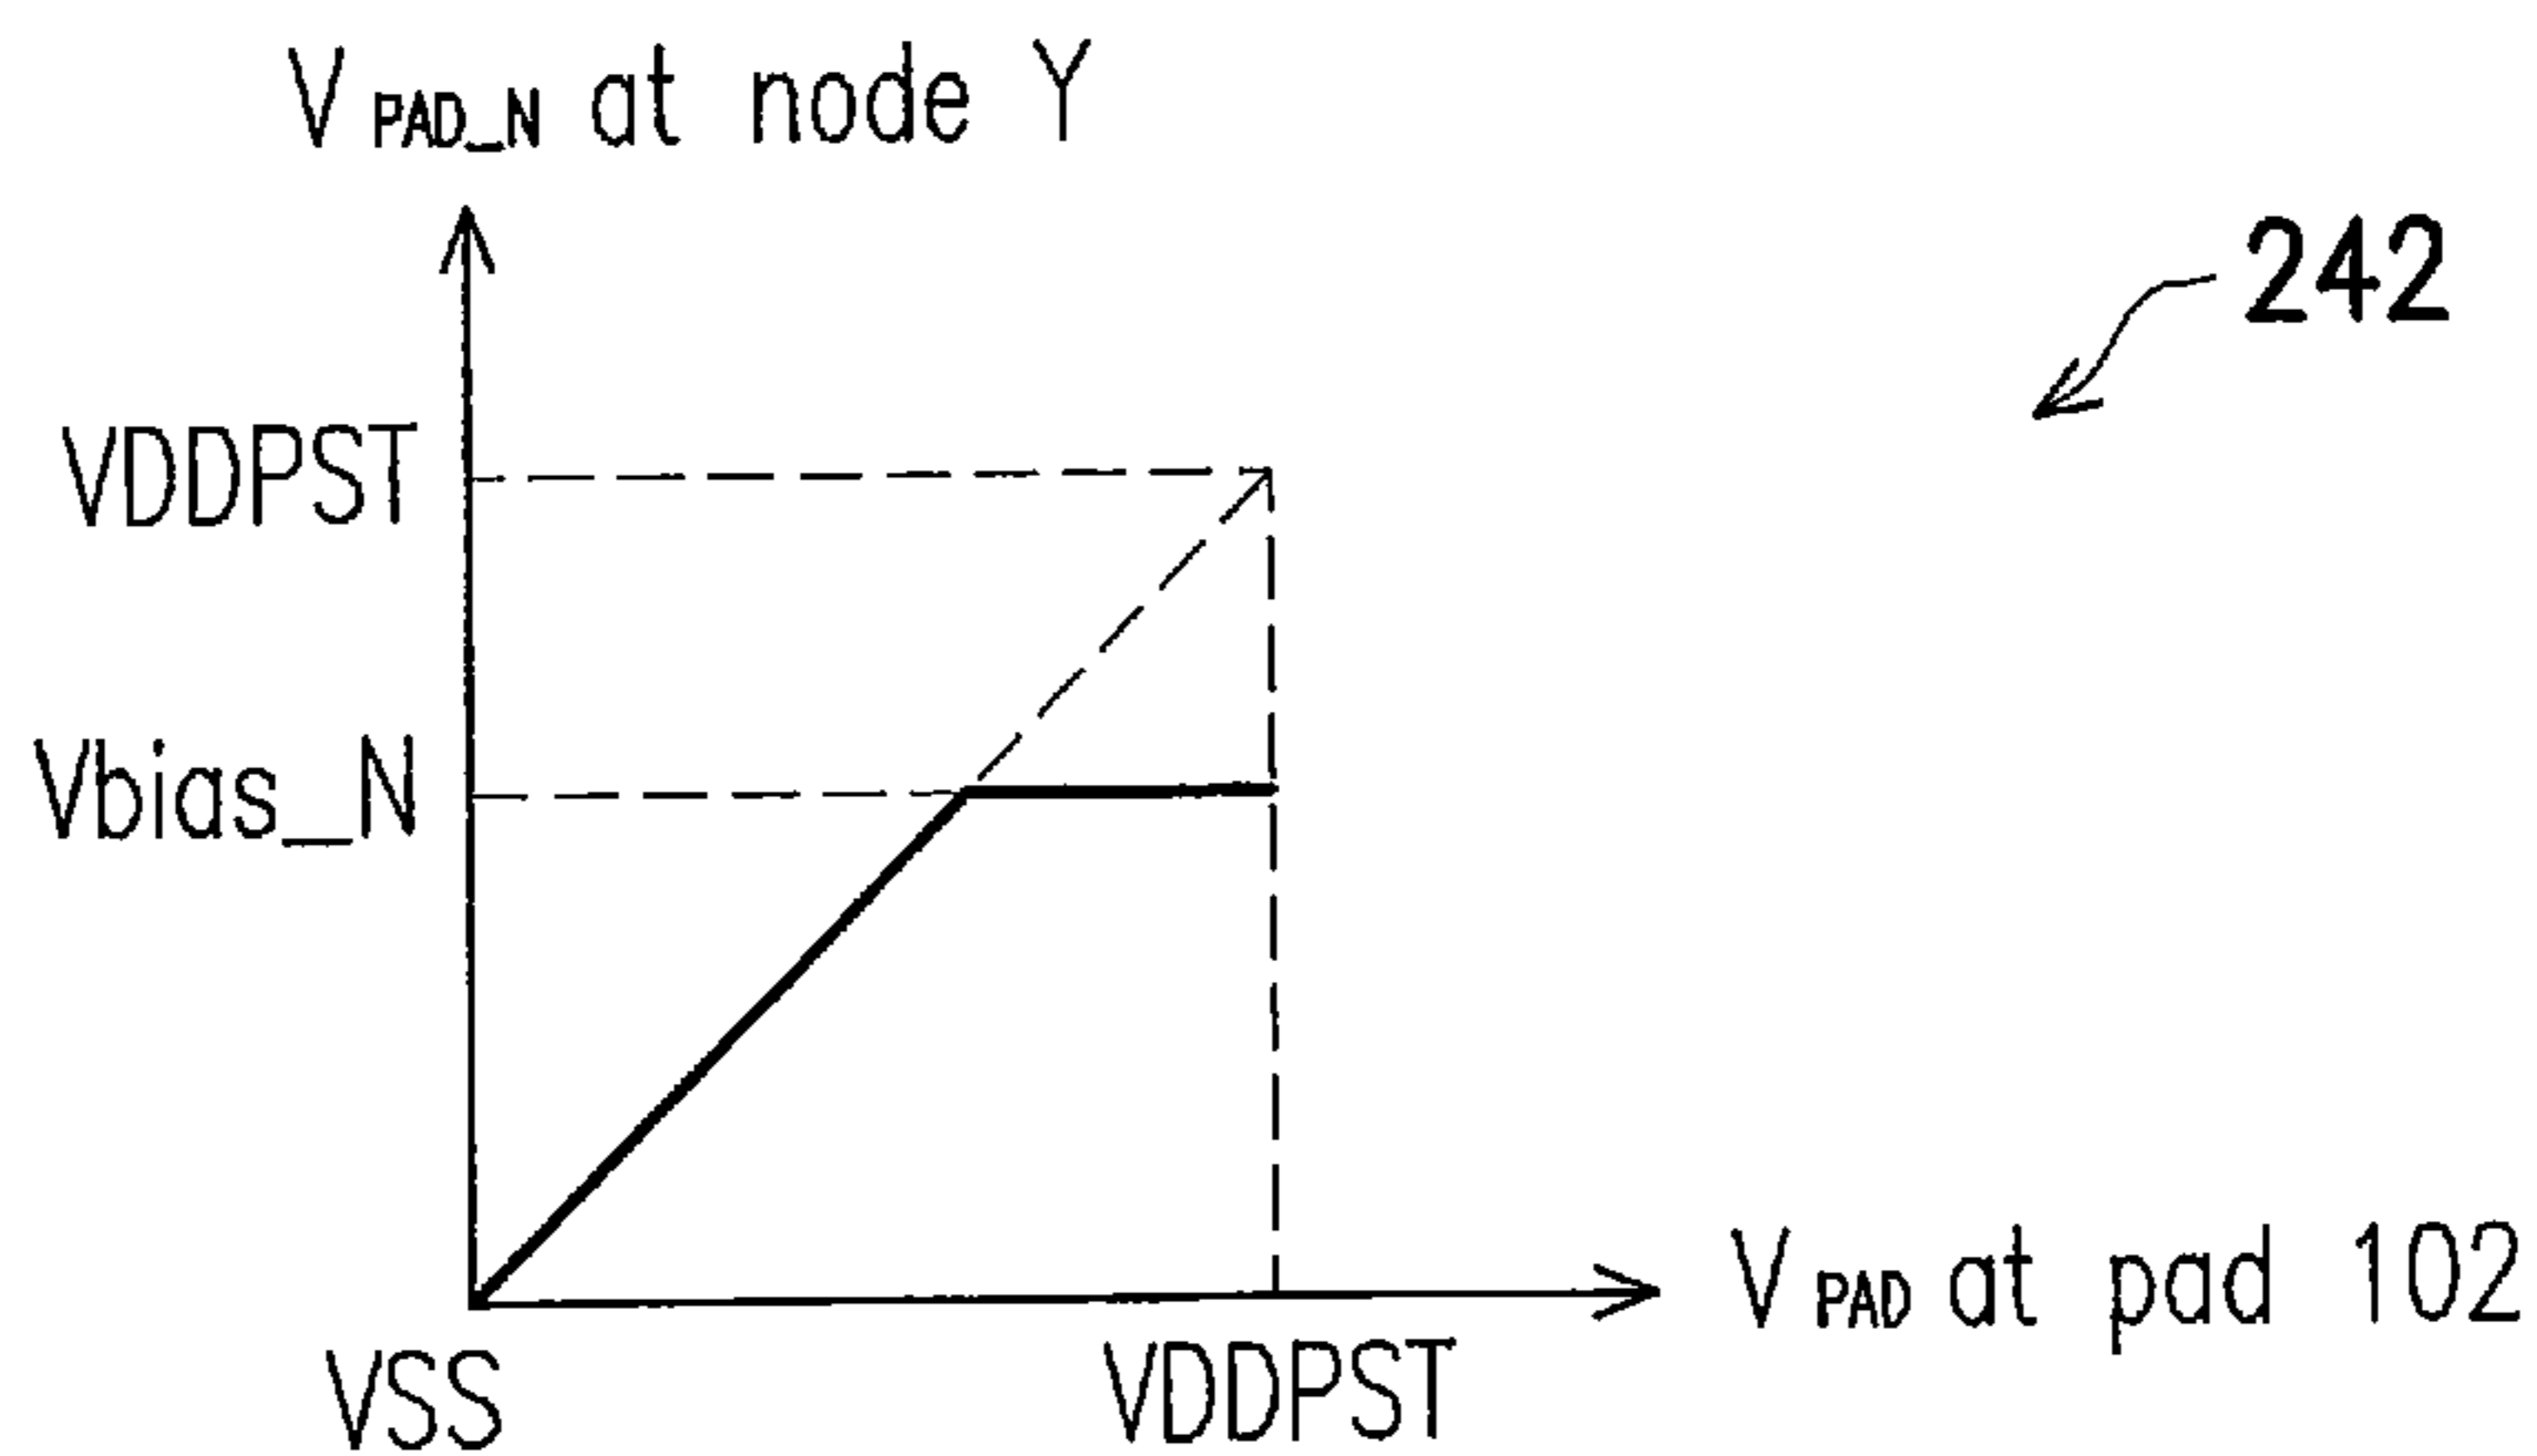 V PAD_N at node Y
242
VDDPST
Vbias_N
V PAD at pad 102
VSS
VDDPST